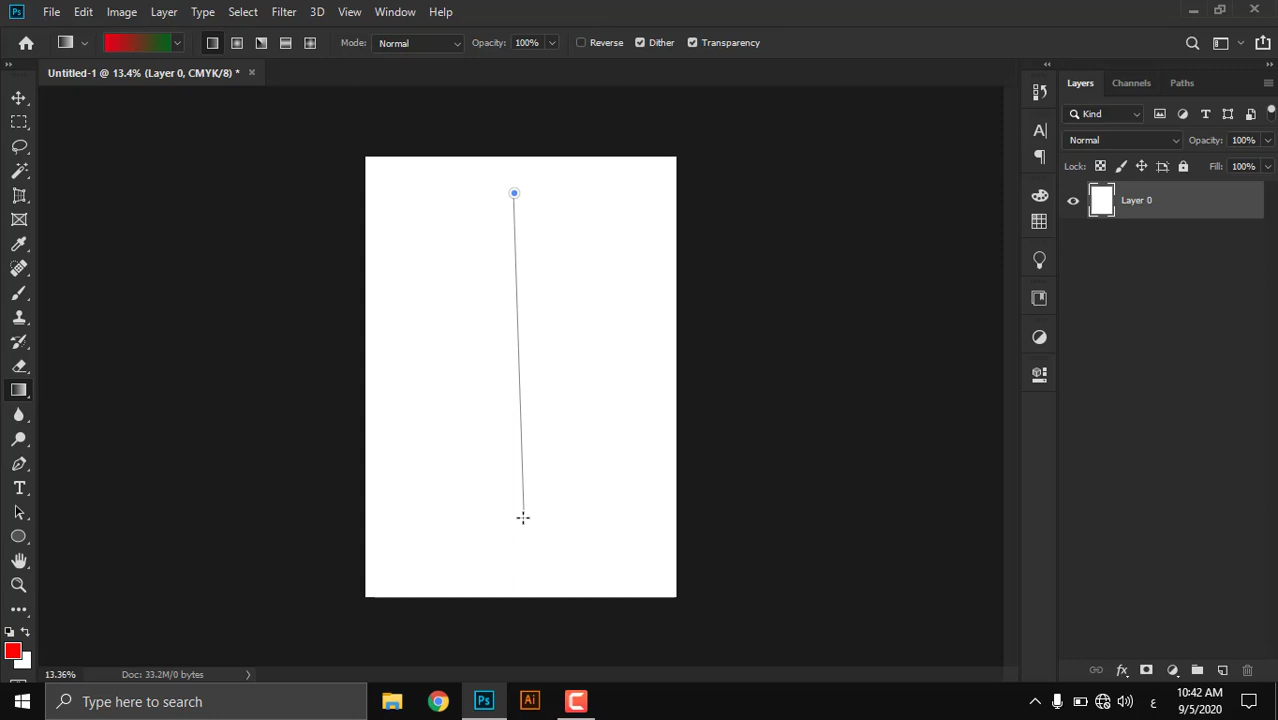 Ps File Edit Image Layer Type Select Filter 3D View Window Help
Mode: Normal Opacity: 100% Reverse Dither Transparency
Untitled-1 @ 13.4% (Layer 0, CMYK/8) *
Layers Channels Paths
Kind
Normal Opacity: 100%
Lock: Fill: 100%
Layer 0
13.36% Doc: 33.2M/0 bytes
Type here to search Ps Ai ع 10:42 AM
9/5/2020